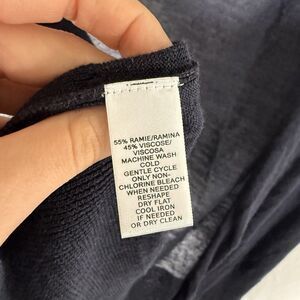 55% RAMIE/RAMINA
45% VISCOSE/
VISCOSA
MACHINE WASH
COLD
GENTLE CYCLE
ONLY NON-
CHLORINE BLEACH
WHEN NEEDED
RESHAPE
DRY FLAT
COOL IRON
IF NEEDED
OR DRY CLEAN